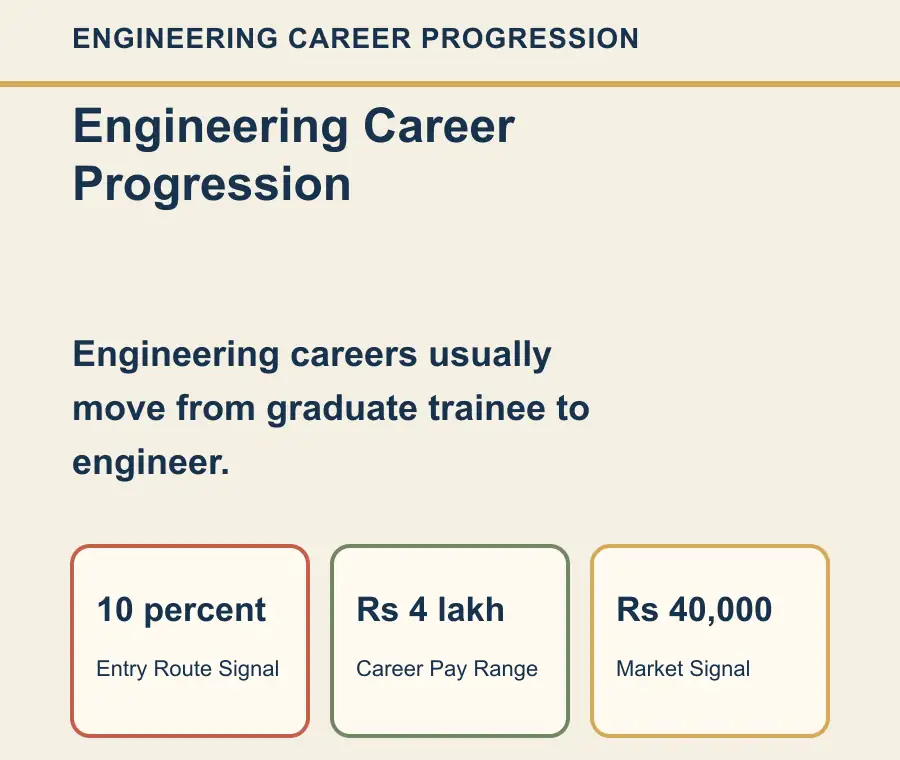 ENGINEERING CAREER PROGRESSION
Engineering Career
Progression
Engineering careers usually
move from graduate trainee to
engineer.
10 percent
Entry Route Signal
Rs 4 lakh
Career Pay Range
Rs 40,000
Market Signal